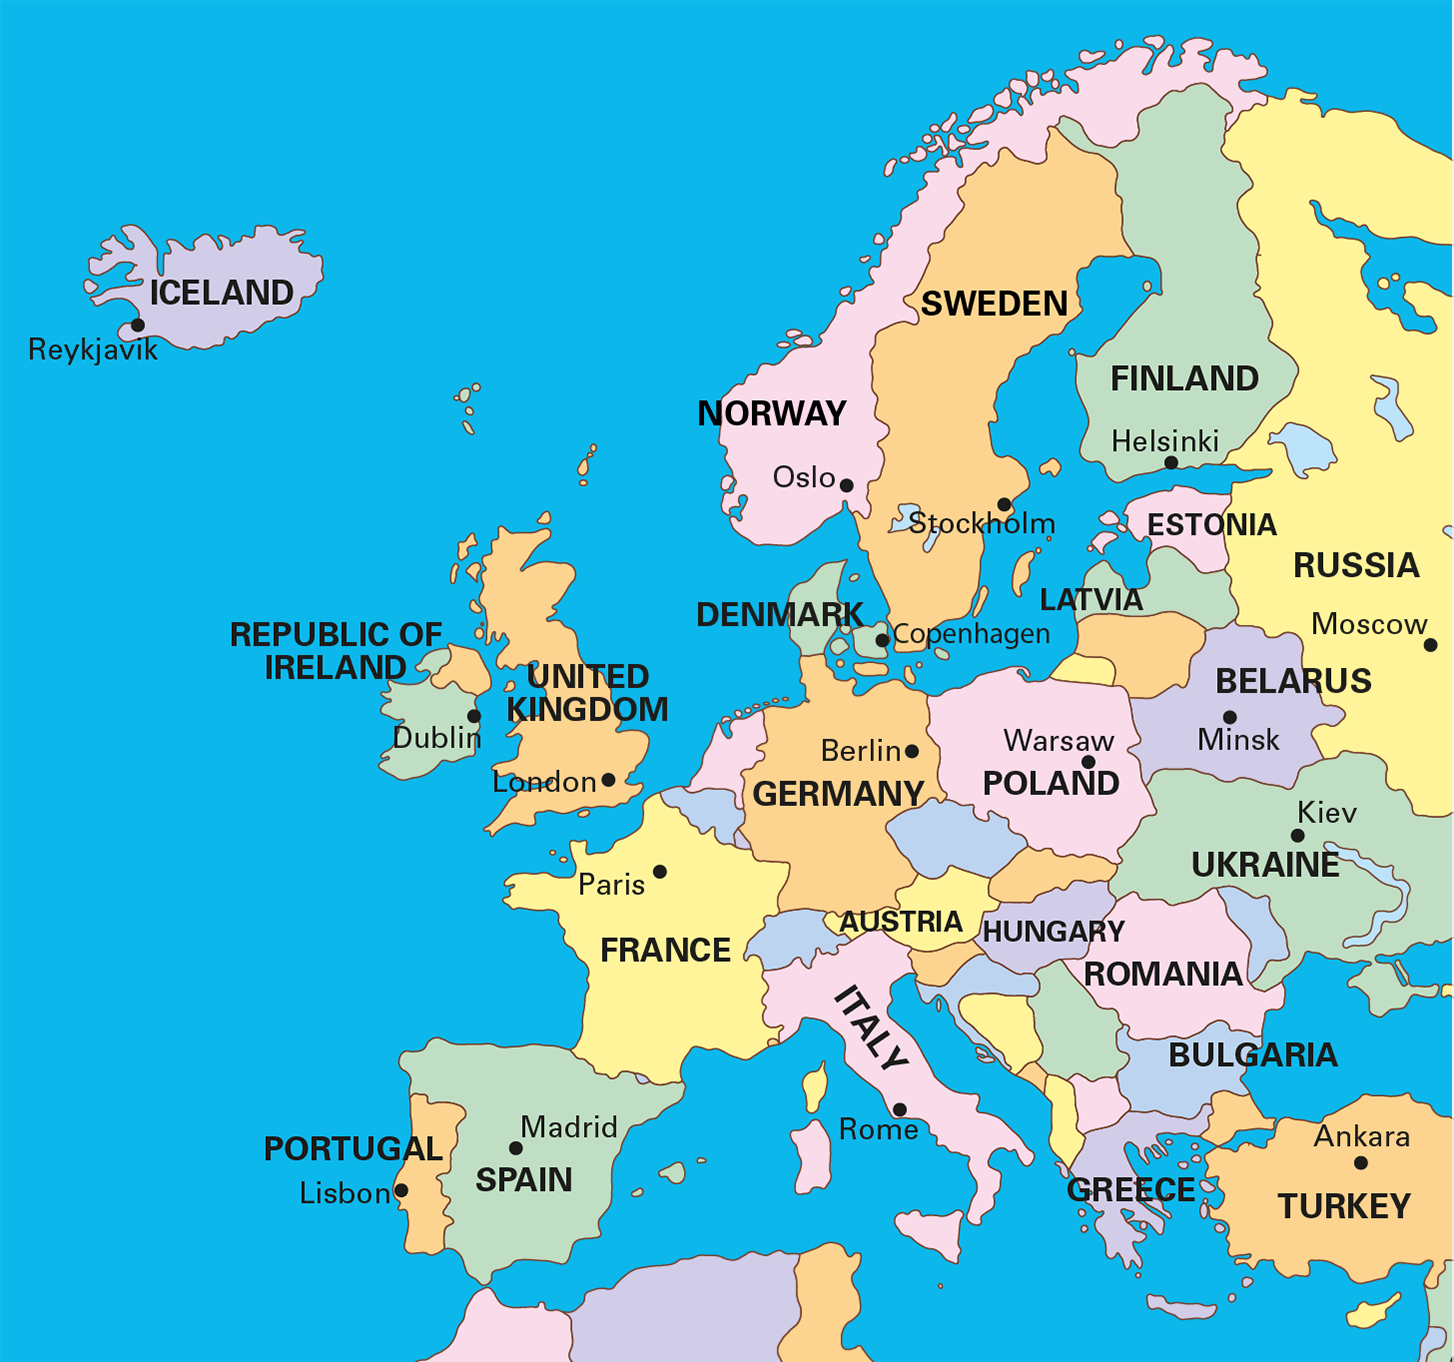 ICELAND
Reykjavik
SWEDEN
FINLAND
NORWAY
Helsinki
Oslo
Stockholm
ESTONIA
RUSSIA
LATVIA
DENMARK
Moscow
Copenhagen
REPUBLIC OF
IRELAND
UNITED
KINGDOM
BELARUS
Dublin
Minsk
Berlin
Warsaw
London
GERMANY
POLAND
Kiev
UKRAINE
Paris
AUSTRIA
HUNGARY
FRANCE
ROMANIA
ITALY
BULGARIA
Madrid
Rome
Ankara
PORTUGAL
SPAIN
Lisbon
GREECE
TURKEY